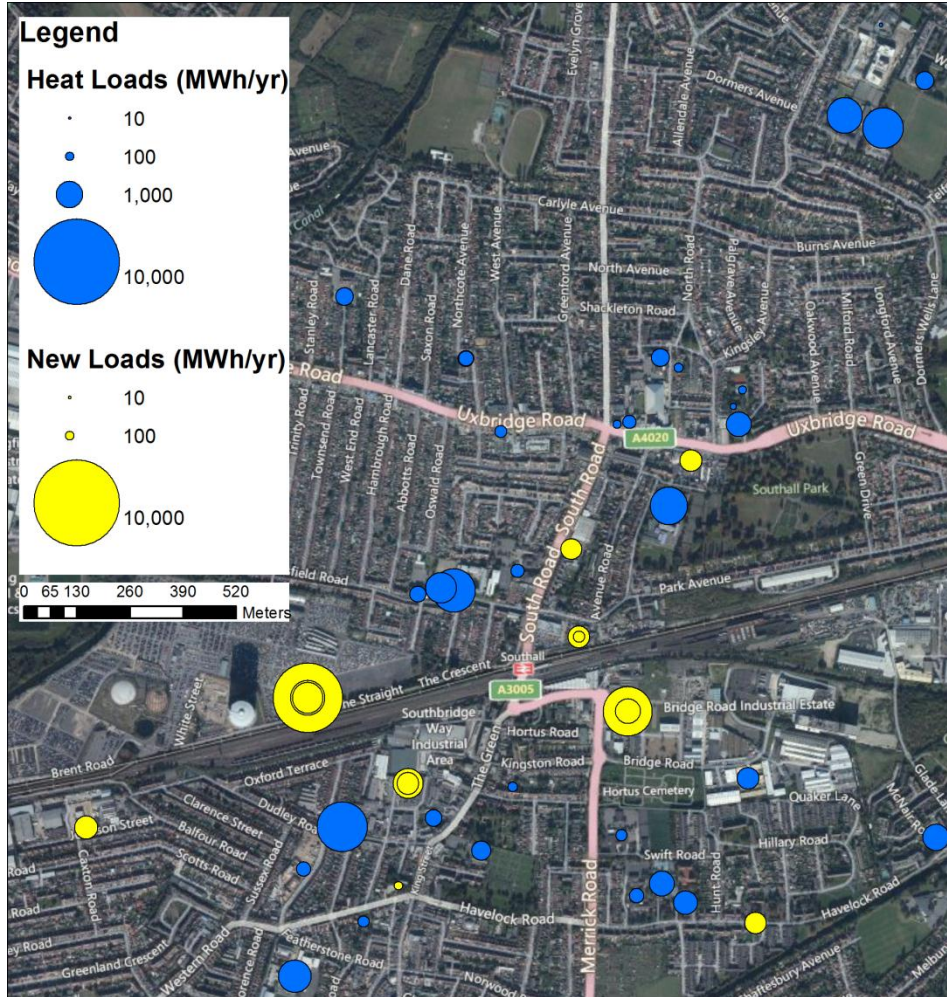 Legend
Heat Loads (MWh/yr)
10
100
1,000
10,000
New Loads (MWh/yr)
10
100
10,000
0 65 130 260 390 520
Meters
Evelyn Grove
Allendale Avenue
Dormers Avenue
Canal
Carlyle Avenue
Burns Avenue
West Avenue
Northcote Avenue
Dane Road
Saxon Road
Lancaster Road
Stanley Road
Greenford Avenue
North Avenue
North Road
Palgrave Avenue
Shackleton Road
Kingsley Avenue
Oakwood Avenue
Milford Road
Longford Avenue
Dormers Wells Lane
Uxbridge Road
A4020
Uxbridge Road
Trinity Road
Townsend Road
West End Road
Hambrough Road
Abbotts Road
Oswald Road
South Road
South Road
Southall Park
Green Drive
Avenue Road
Park Avenue
Southall
A3005
The Straight
The Crescent
White Street
Brent Road
Southbridge
Way
Industrial
Area
The Green
Hortus Road
Kingston Road
Bridge Road Industrial Estate
Bridge Road
Hortus Cemetery
Quaker Lane
Oxford Terrace
Dudley Road
Clarence Street
Balfour Road
Scotts Road
Sussex Road
Caxton Road
Hillary Road
Swift Road
Hunt Road
McNair Road
King Street
Havelock Road
Havelock Road
Merrick Road
Western Road
Featherstone Road
Greenland Crescent
Norwood Road
Shaftesbury Avenue